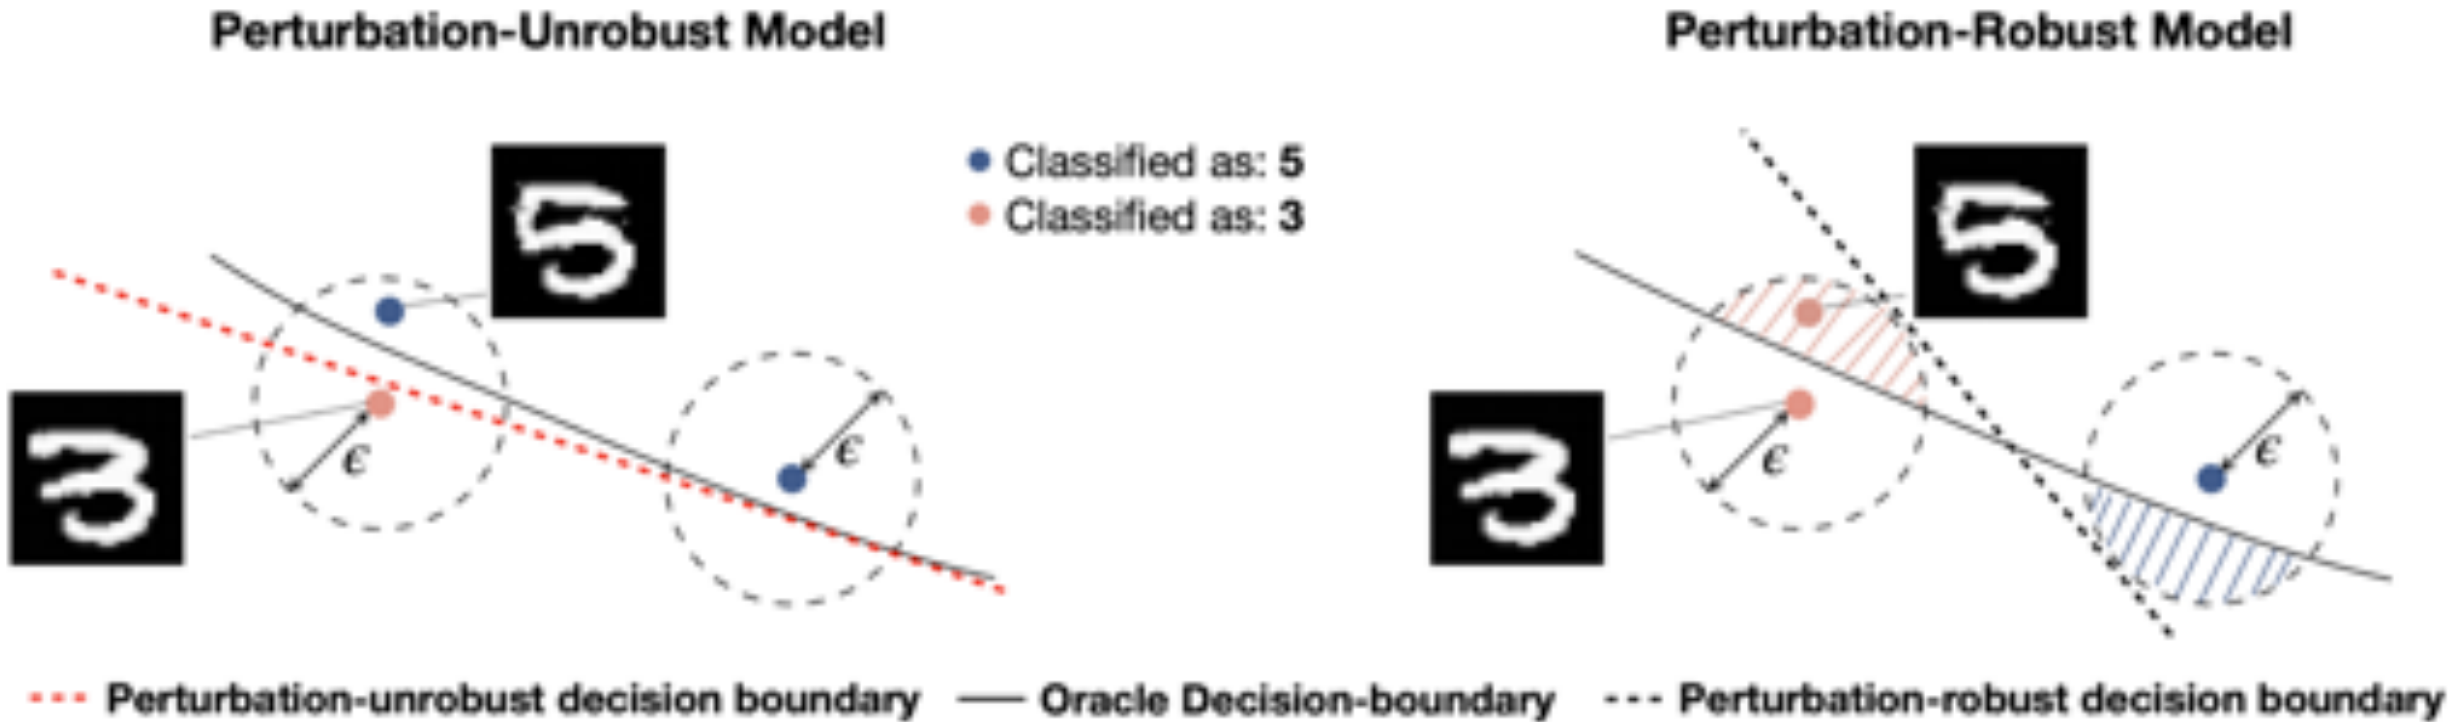 Perturbation-Unrobust Model
Perturbation-Robust Model
Classified as: 5
Classified as: 3
5
3
ϵ
ϵ
5
3
ϵ
ϵ
Perturbation-unrobust decision boundary
Oracle Decision-boundary
Perturbation-robust decision boundary